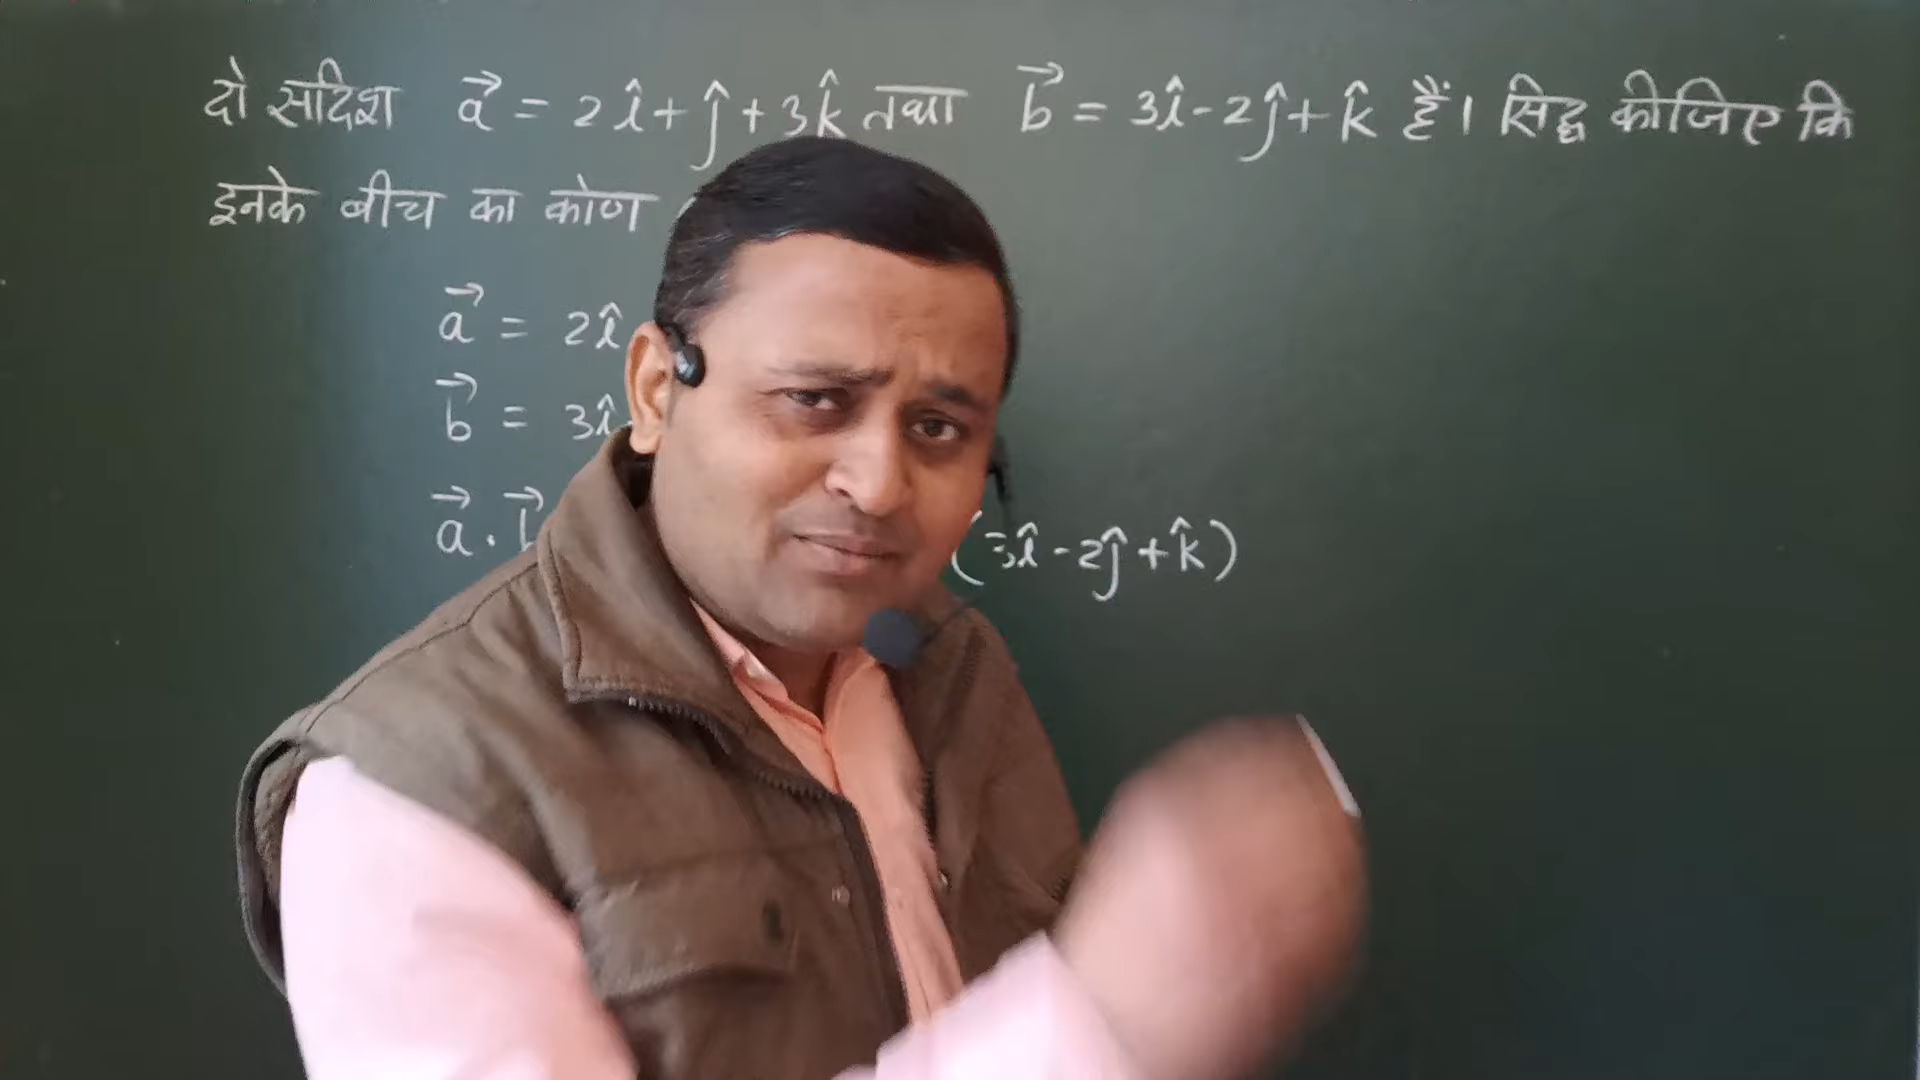 दो सदिश a⃗ = 2î + ĵ + 3k̂ तथा b⃗ = 3î - 2ĵ + k̂ हैं। सिद्ध कीजिए कि
इनके बीच का कोण
a⃗ = 2î
b⃗ = 3î
a⃗ . (3î - 2ĵ + k̂)